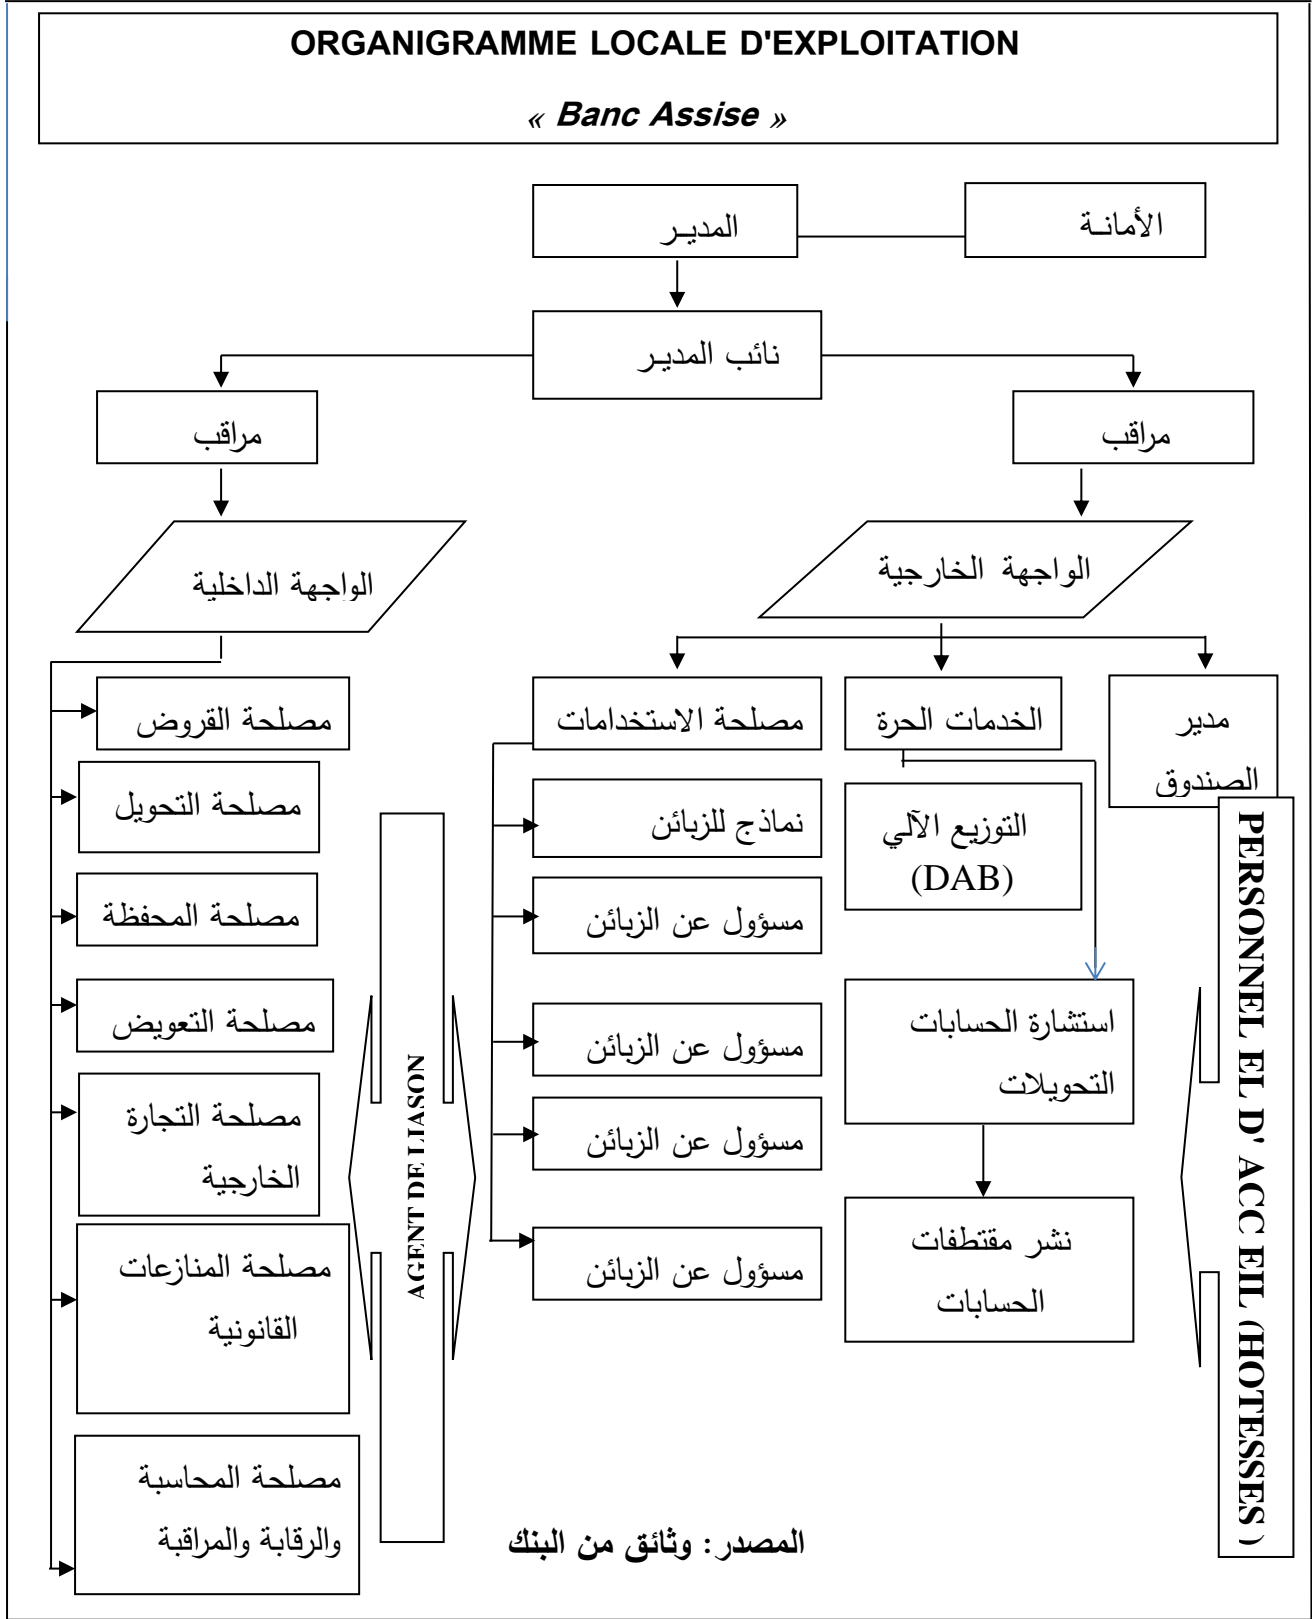 ORGANIGRAMME LOCALE D'EXPLOITATION
« Banc Assise »
الأمانـة
المديـر
نائب المديـر
مراقب
مراقب
الواجهة الخارجية
الواجهة الداخلية
مدير
الصندوق
الخدمات الحرة
مصلحة الاستخدامات
مصلحة القروض
التوزيع الآلي
(DAB)
نماذج للزبائن
مصلحة التحويل
مسؤول عن الزبائن
مصلحة المحفظة
استشارة الحسابات
التحويلات
مسؤول عن الزبائن
مصلحة التعويض
مسؤول عن الزبائن
مصلحة التجارة
الخارجية
نشر مقتطفات
الحسابات
مسؤول عن الزبائن
مصلحة المنازعات
القانونية
مصلحة المحاسبة
والرقابة والمراقبة
PERSONNEL EL D' ACC EIL (HOTESSES )
AGENT DE LIASON
المصدر: وثائق من البنك